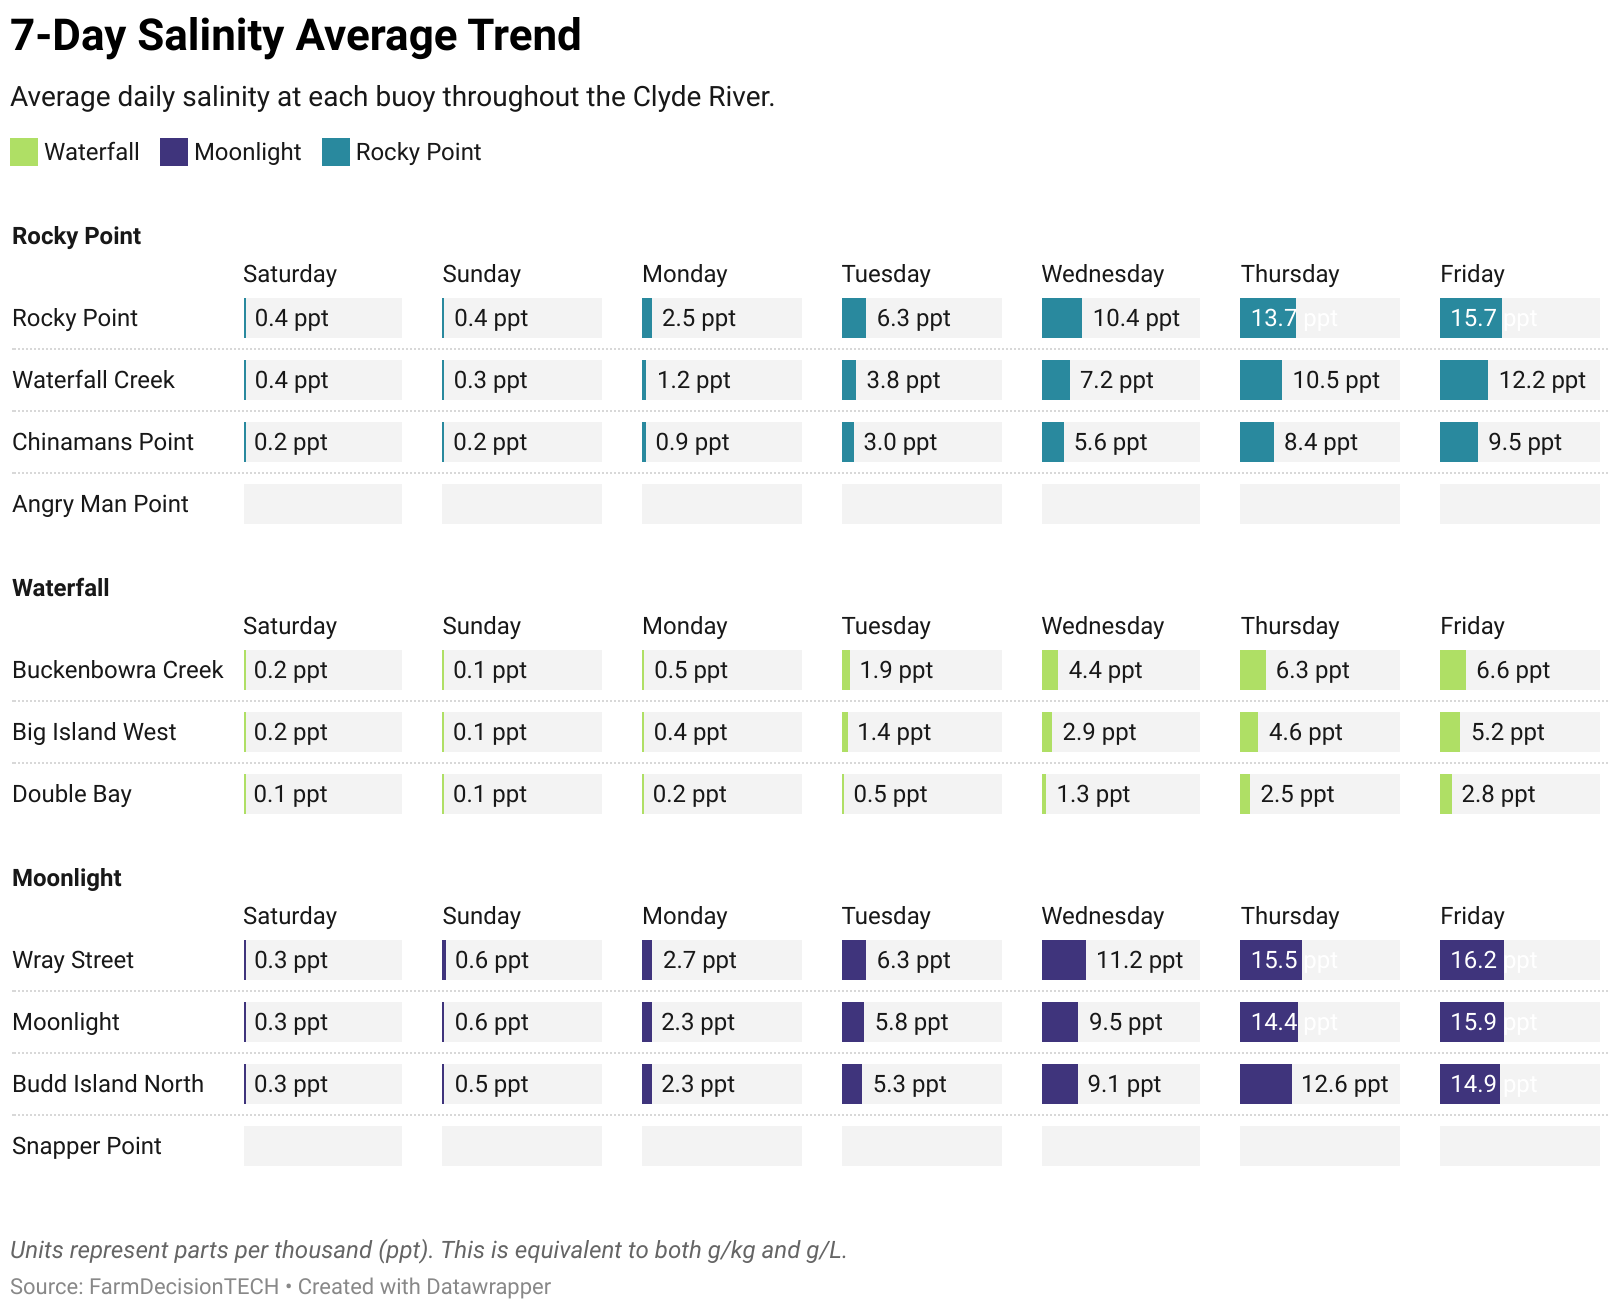 7-Day Salinity Average Trend
Average daily salinity at each buoy throughout the Clyde River.
Waterfall Moonlight Rocky Point
Rocky Point
Saturday Sunday Monday Tuesday Wednesday Thursday Friday
Rocky Point 0.4 ppt 0.4 ppt 2.5 ppt 6.3 ppt 10.4 ppt 13.7 ppt 15.7 ppt
Waterfall Creek 0.4 ppt 0.3 ppt 1.2 ppt 3.8 ppt 7.2 ppt 10.5 ppt 12.2 ppt
Chinamans Point 0.2 ppt 0.2 ppt 0.9 ppt 3.0 ppt 5.6 ppt 8.4 ppt 9.5 ppt
Angry Man Point
Waterfall
Saturday Sunday Monday Tuesday Wednesday Thursday Friday
Buckenbowra Creek 0.2 ppt 0.1 ppt 0.5 ppt 1.9 ppt 4.4 ppt 6.3 ppt 6.6 ppt
Big Island West 0.2 ppt 0.1 ppt 0.4 ppt 1.4 ppt 2.9 ppt 4.6 ppt 5.2 ppt
Double Bay 0.1 ppt 0.1 ppt 0.2 ppt 0.5 ppt 1.3 ppt 2.5 ppt 2.8 ppt
Moonlight
Saturday Sunday Monday Tuesday Wednesday Thursday Friday
Wray Street 0.3 ppt 0.6 ppt 2.7 ppt 6.3 ppt 11.2 ppt 15.5 ppt 16.2 ppt
Moonlight 0.3 ppt 0.6 ppt 2.3 ppt 5.8 ppt 9.5 ppt 14.4 ppt 15.9 ppt
Budd Island North 0.3 ppt 0.5 ppt 2.3 ppt 5.3 ppt 9.1 ppt 12.6 ppt 14.9 ppt
Snapper Point
Units represent parts per thousand (ppt). This is equivalent to both g/kg and g/L.
Source: FarmDecisionTECH • Created with Datawrapper